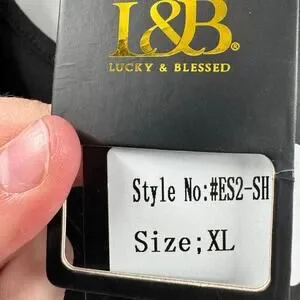 L&B®
LUCKY & BLESSED
Style No:#ES2-SH
Size;XL